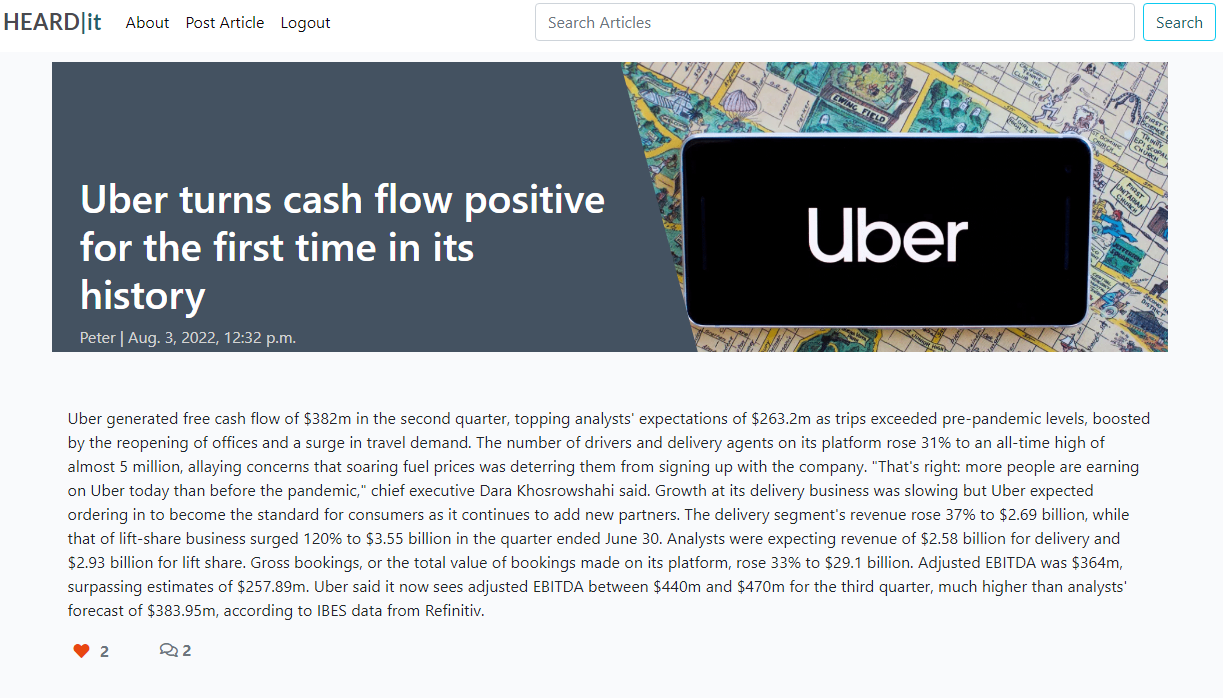 HEARD|it About Post Article Logout Search Articles Search
EWING FIELD
TRINITY
EPISCOPAL
CHURCH
FIRST
UNITARIAN
CHURCH
Uber
Uber turns cash flow positive
for the first time in its
history
Peter | Aug. 3, 2022, 12:32 p.m.
Uber generated free cash flow of $382m in the second quarter, topping analysts' expectations of $263.2m as trips exceeded pre-pandemic levels, boosted
by the reopening of offices and a surge in travel demand. The number of drivers and delivery agents on its platform rose 31% to an all-time high of
almost 5 million, allaying concerns that soaring fuel prices was deterring them from signing up with the company. "That's right: more people are earning
on Uber today than before the pandemic," chief executive Dara Khosrowshahi said. Growth at its delivery business was slowing but Uber expected
ordering in to become the standard for consumers as it continues to add new partners. The delivery segment's revenue rose 37% to $2.69 billion, while
that of lift-share business surged 120% to $3.55 billion in the quarter ended June 30. Analysts were expecting revenue of $2.58 billion for delivery and
$2.93 billion for lift share. Gross bookings, or the total value of bookings made on its platform, rose 33% to $29.1 billion. Adjusted EBITDA was $364m,
surpassing estimates of $257.89m. Uber said it now sees adjusted EBITDA between $440m and $470m for the third quarter, much higher than analysts'
forecast of $383.95m, according to IBES data from Refinitiv.
2 2